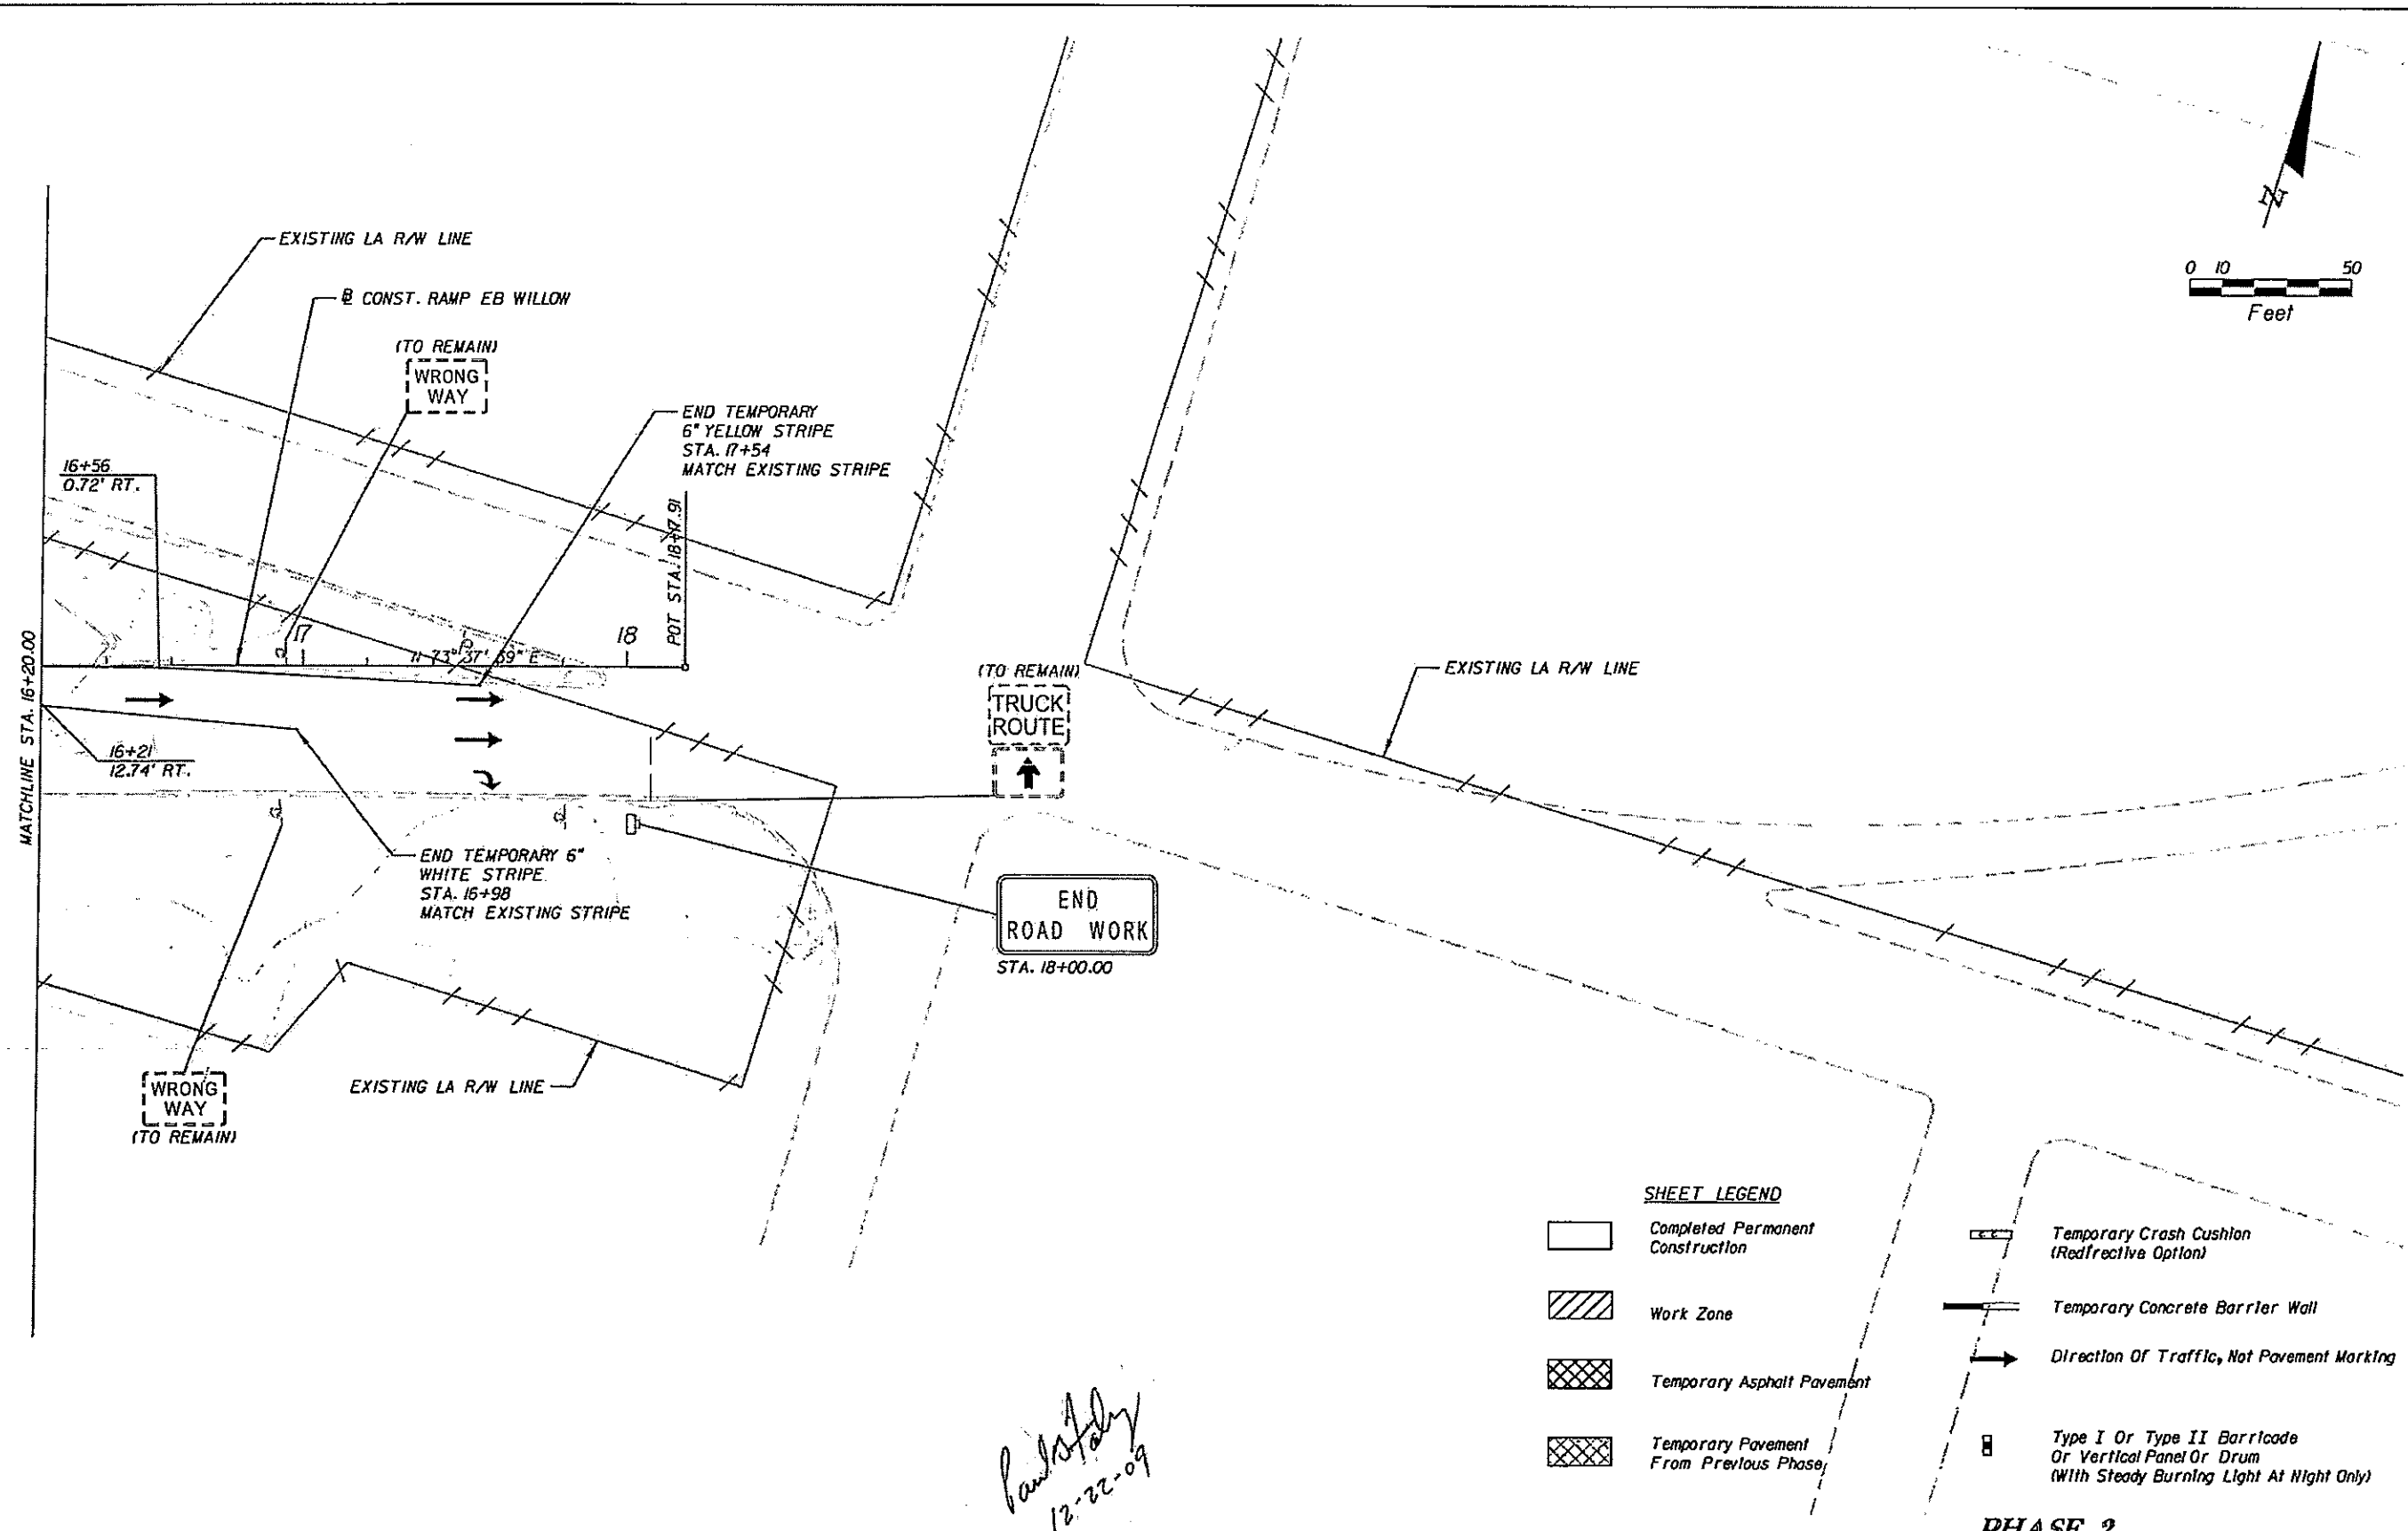 N
0 10 50
Feet
EXISTING LA R/W LINE
℄ CONST. RAMP EB WILLOW
(TO REMAIN)
WRONG
WAY
END TEMPORARY
6" YELLOW STRIPE
STA. 17+54
MATCH EXISTING STRIPE
16+56
0.72' RT.
POT STA. 18+17.91
MATCHLINE STA. 16+20.00
17
18
N 73° 37' 59" E
16+21
12.74' RT.
(TO REMAIN)
TRUCK
ROUTE
EXISTING LA R/W LINE
END TEMPORARY 6"
WHITE STRIPE
STA. 16+98
MATCH EXISTING STRIPE
END
ROAD WORK
STA. 18+00.00
WRONG
WAY
(TO REMAIN)
EXISTING LA R/W LINE
SHEET LEGEND
Completed Permanent
Construction
Work Zone
Temporary Asphalt Pavement
Temporary Pavement
From Previous Phase
Temporary Crash Cushion
(Redirective Option)
Temporary Concrete Barrier Wall
Direction Of Traffic, Not Pavement Marking
Type I Or Type II Barricade
Or Vertical Panel Or Drum
(With Steady Burning Light At Night Only)
12-22-09
PHASE 2